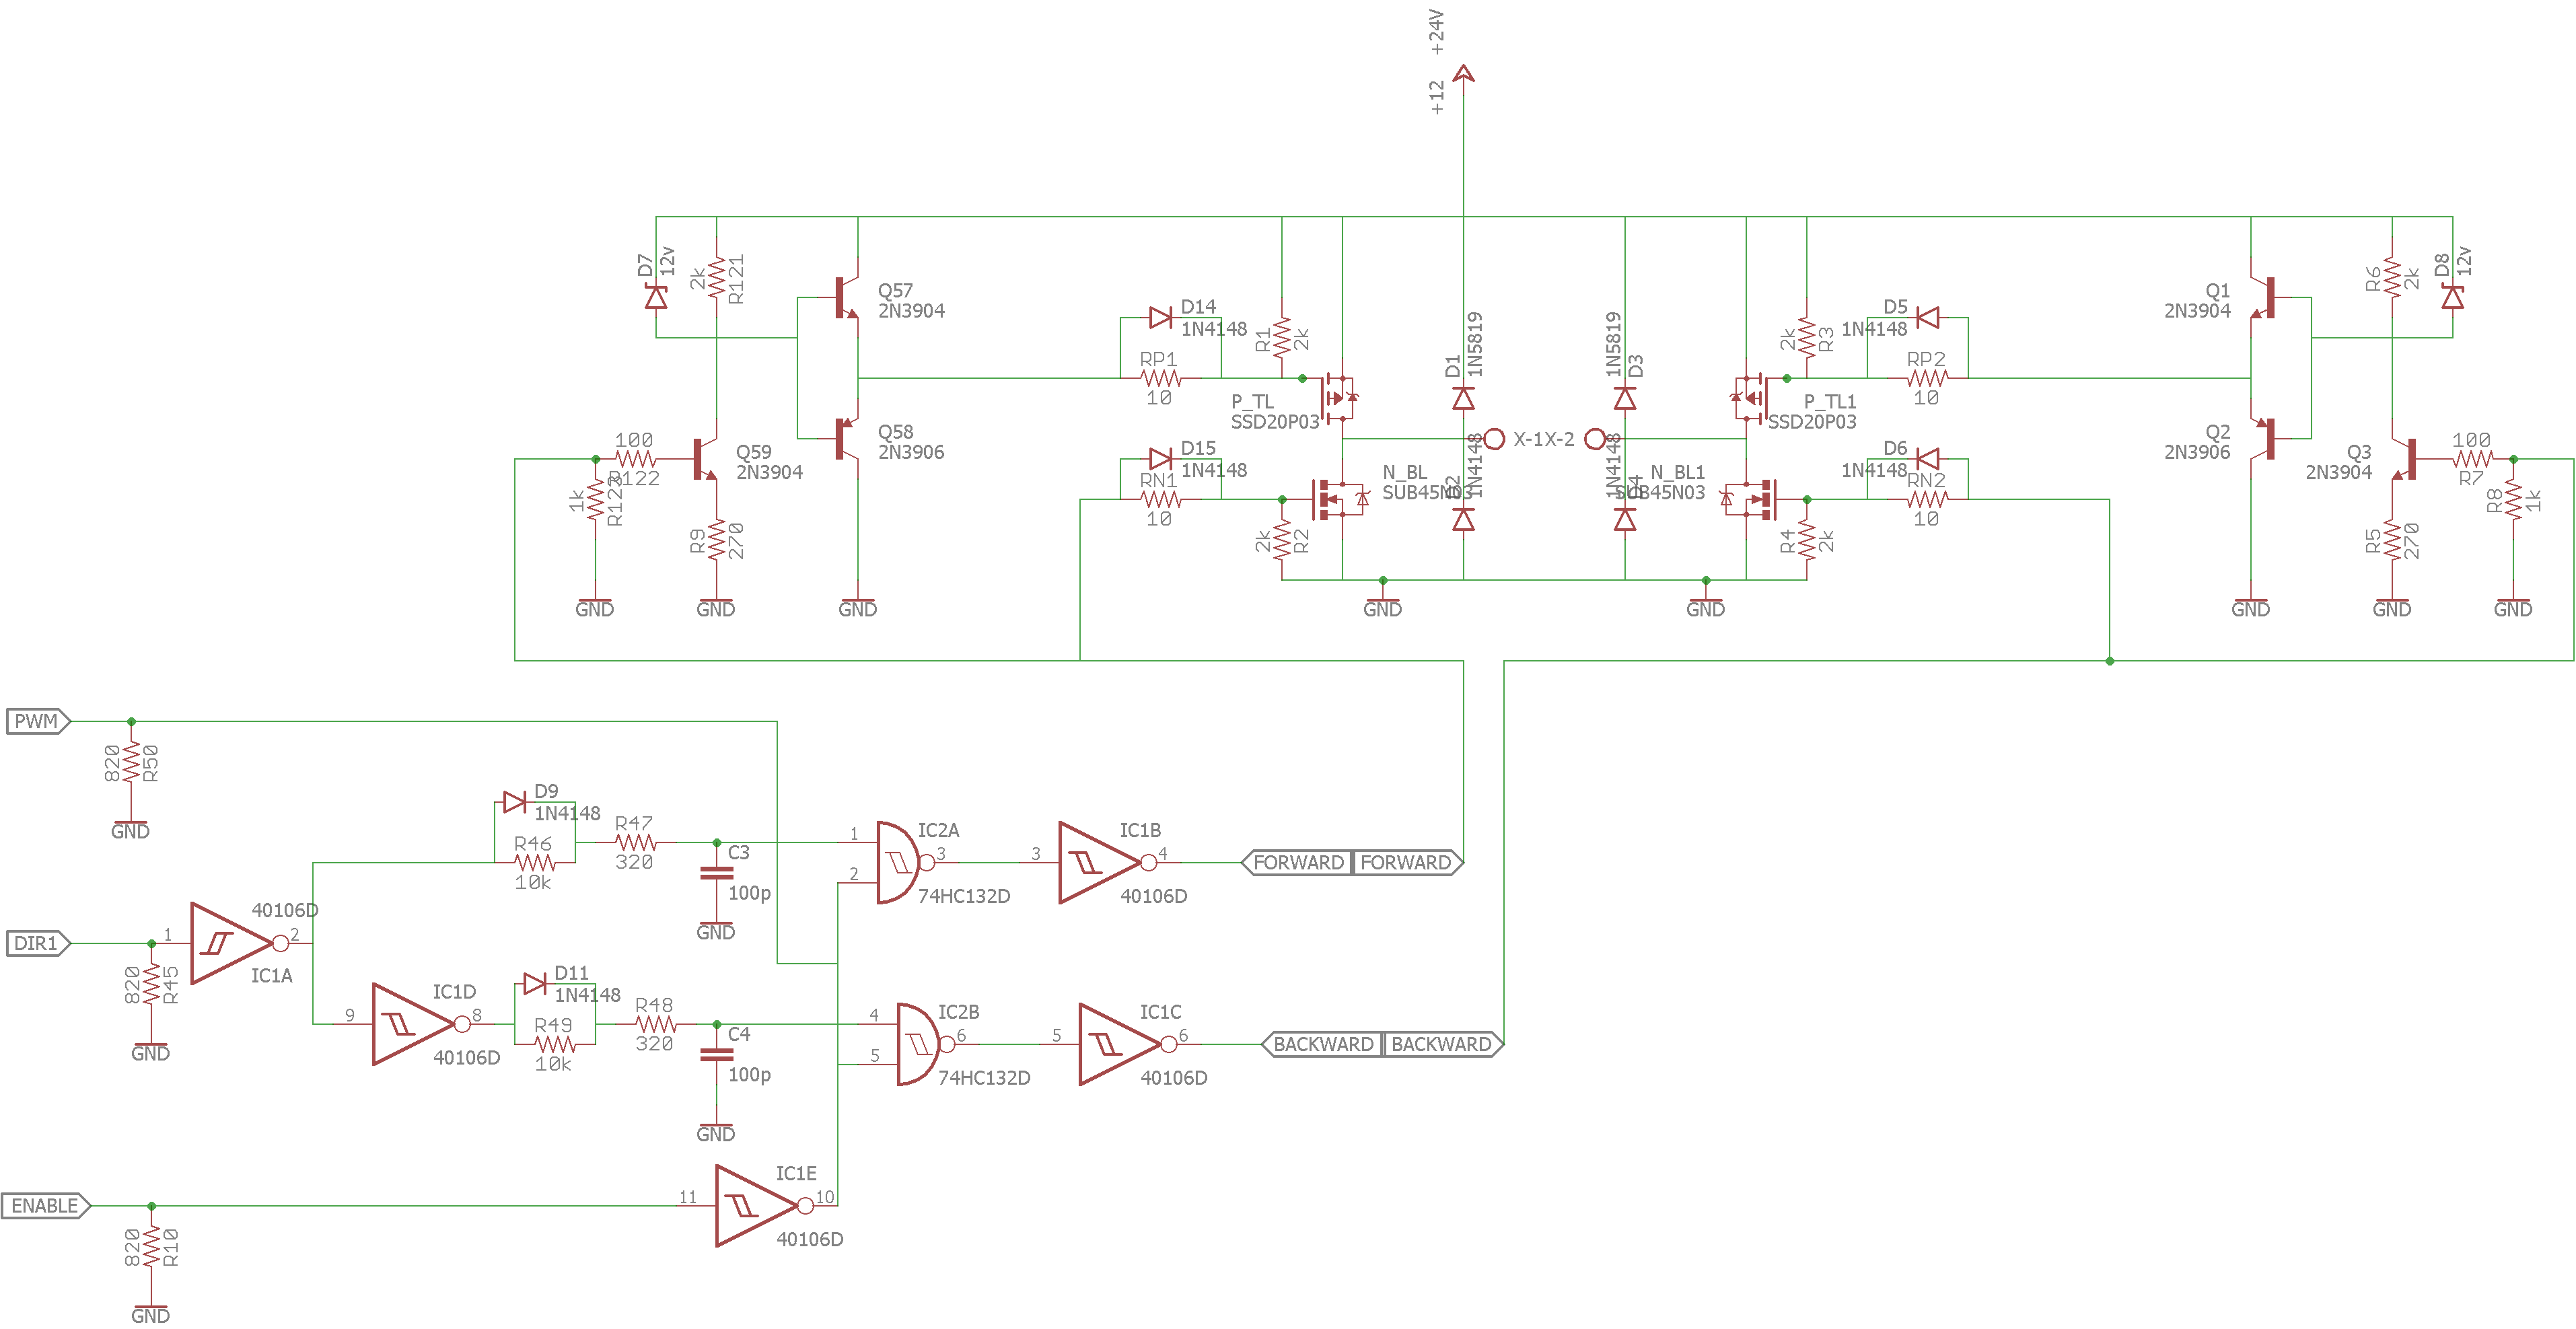 +24V
+12
D7
12v
2k
R121
Q57
2N3904
D14
1N4148
R1
2k
RP1
10
P_TL
SSD20P03
D1
1N5819
1N5819
D3
2k
R3
D5
1N4148
RP2
10
P_TL1
SSD20P03
Q1
2N3904
R6
2k
D8
12v
100
R122
1k
R123
Q59
2N3904
R9
270
Q58
2N3906
D15
1N4148
RN1
10
N_BL
SUB45N03
2k
R2
D2
1N4148
X-1
X-2
1N4148
D4
N_BL1
SUB45N03
R4
2k
D6
1N4148
RN2
10
Q2
2N3906
Q3
2N3904
100
R7
R8
1k
R5
270
GND
GND
GND
GND
GND
GND
GND
GND
PWM
820
R50
GND
D9
1N4148
R46
10k
R47
320
C3
100p
GND
1
2
IC2A
3
74HC132D
3
IC1B
4
40106D
FORWARD
FORWARD
DIR1
1
40106D
2
IC1A
820
R45
GND
9
IC1D
8
40106D
D11
1N4148
R49
10k
R48
320
C4
100p
GND
4
5
IC2B
6
74HC132D
5
IC1C
6
40106D
BACKWARD
BACKWARD
ENABLE
820
R10
GND
11
IC1E
10
40106D